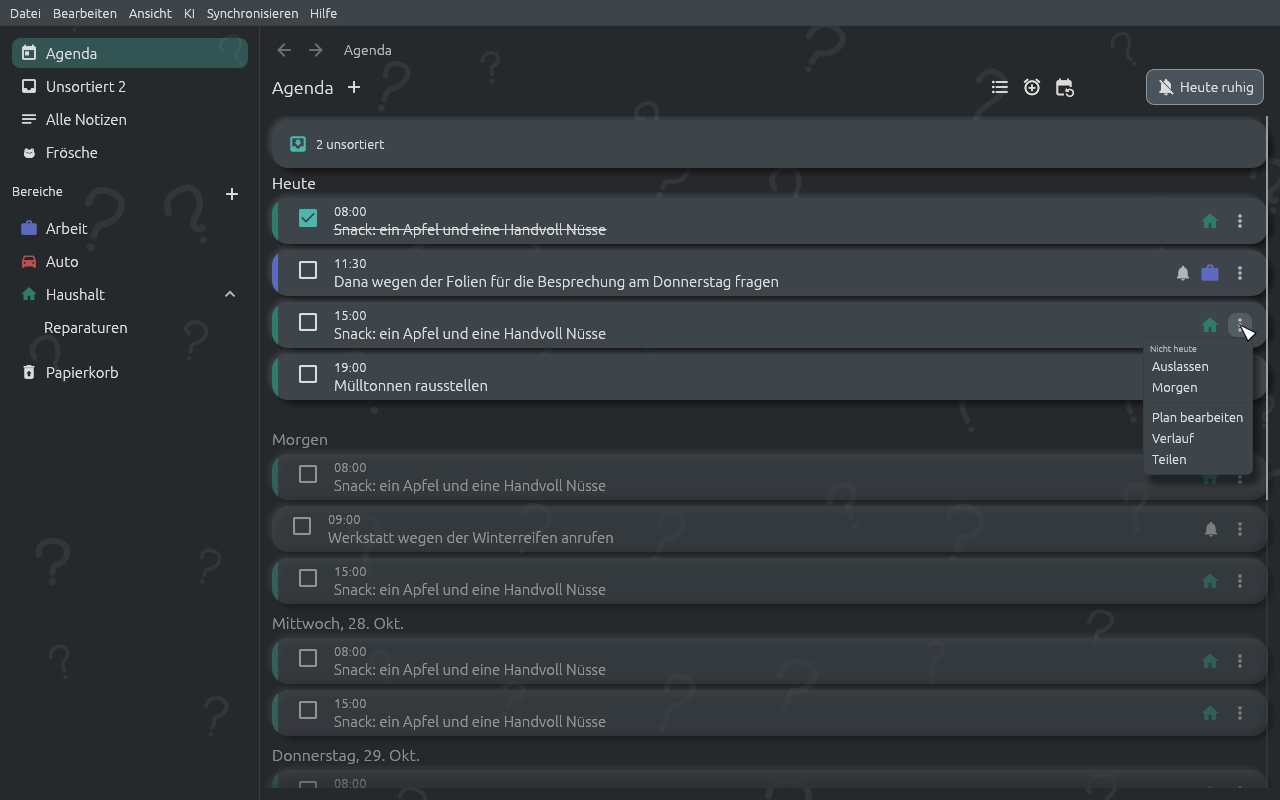 Datei Bearbeiten Ansicht KI Synchronisieren Hilfe
Agenda
Unsortiert 2
Alle Notizen
Frösche
Bereiche
Arbeit
Auto
Haushalt
Reparaturen
Papierkorb
Agenda
Agenda
Heute ruhig
2 unsortiert
Heute
08:00
Snack: ein Apfel und eine Handvoll Nüsse
11:30
Dana wegen der Folien für die Besprechung am Donnerstag fragen
15:00
Snack: ein Apfel und eine Handvoll Nüsse
19:00
Mülltonnen rausstellen
Nicht heute
Auslassen
Morgen
Plan bearbeiten
Verlauf
Teilen
Morgen
08:00
Snack: ein Apfel und eine Handvoll Nüsse
09:00
Werkstatt wegen der Winterreifen anrufen
15:00
Snack: ein Apfel und eine Handvoll Nüsse
Mittwoch, 28. Okt.
08:00
Snack: ein Apfel und eine Handvoll Nüsse
15:00
Snack: ein Apfel und eine Handvoll Nüsse
Donnerstag, 29. Okt.
08:00